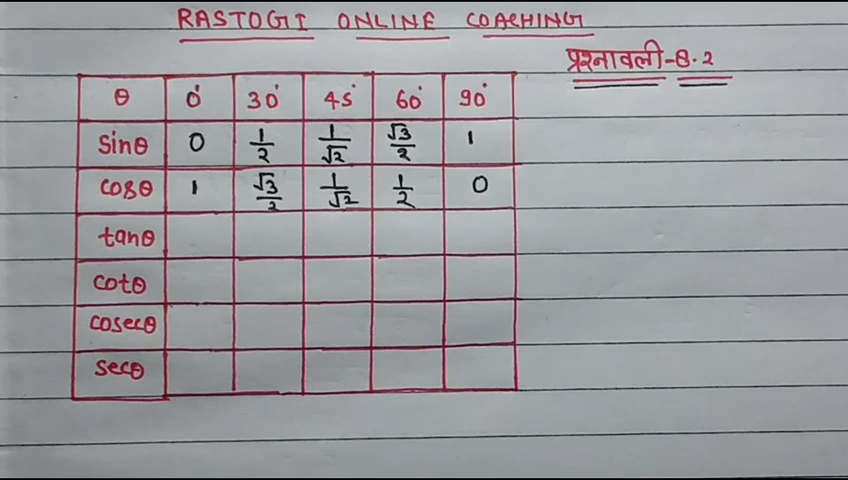 RASTOGI ONLINE COACHING
प्रश्नावली-8.2
θ 0° 30° 45° 60° 90°
sinθ 0 1/2 1/√2 √3/2 1
cosθ 1 √3/2 1/√2 1/2 0
tanθ
cotθ
cosecθ
secθ